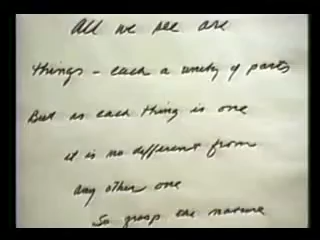 All we see are
things - each a unity of parts
But as each thing is one
it is no different from
any other one
So grasp the nature